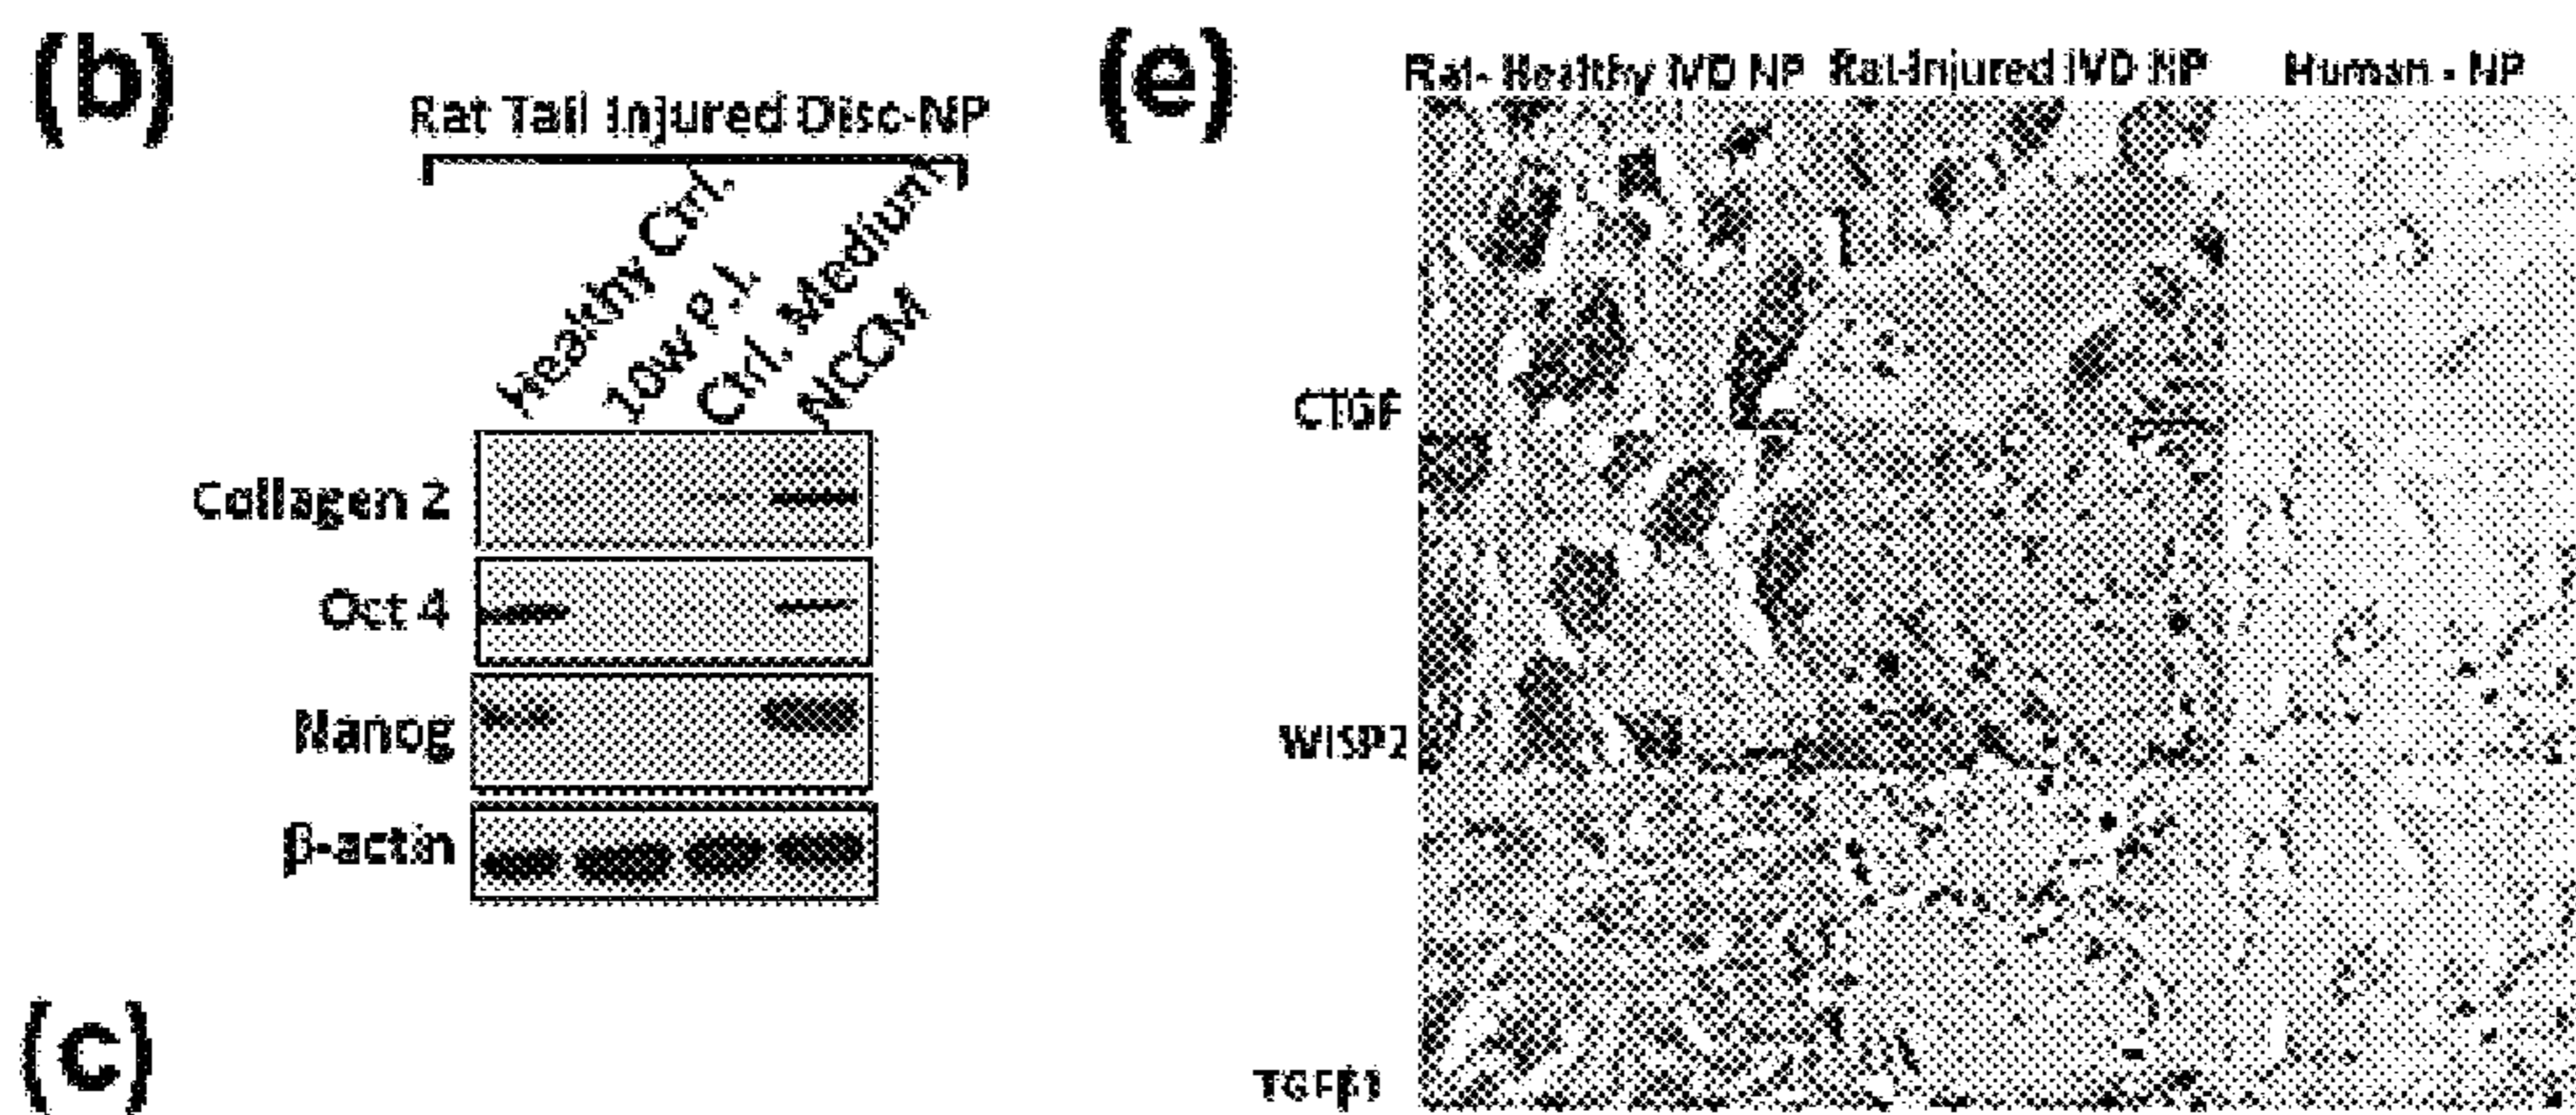 (b)
Rat Tail Injured Disc-NP
Healthy Ctrl.
10w P.I.
Ctrl. Medium
NCCM
Collagen 2
Oct 4
Nanog
β-actin
(c)
(e)
Rat- Healthy IVD NP Rat-Injured IVD NP Human - NP
CTGF
WISP2
TGFβ1